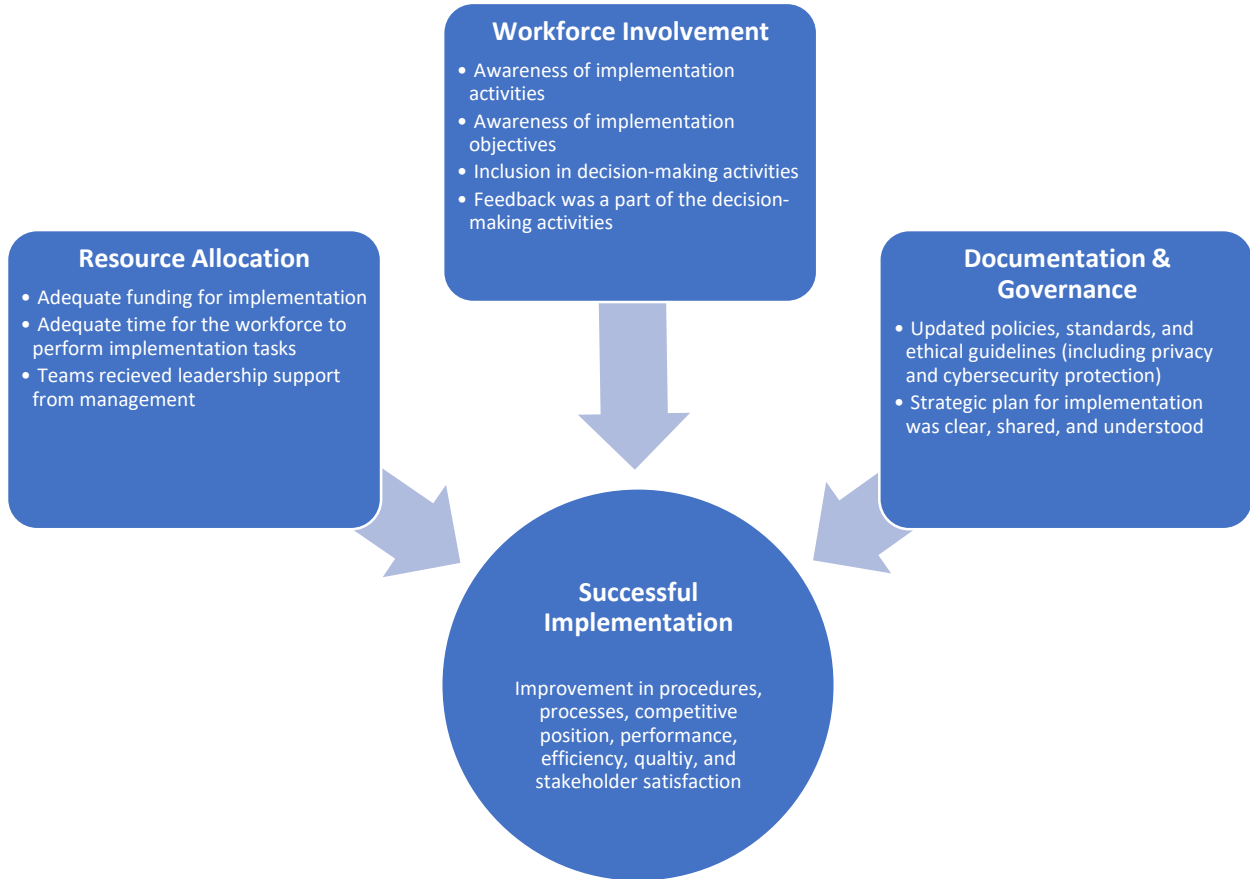 Workforce Involvement
• Awareness of implementation
activities
• Awareness of implementation
objectives
• Inclusion in decision-making activities
• Feedback was a part of the decision-
making activities
Resource Allocation
• Adequate funding for implementation
• Adequate time for the workforce to
perform implementation tasks
• Teams recieved leadership support
from management
Documentation &
Governance
• Updated policies, standards, and
ethical guidelines (including privacy
and cybersecurity protection)
• Strategic plan for implementation
was clear, shared, and understood
Successful
Implementation
Improvement in procedures,
processes, competitive
position, performance,
efficiency, qualtiy, and
stakeholder satisfaction